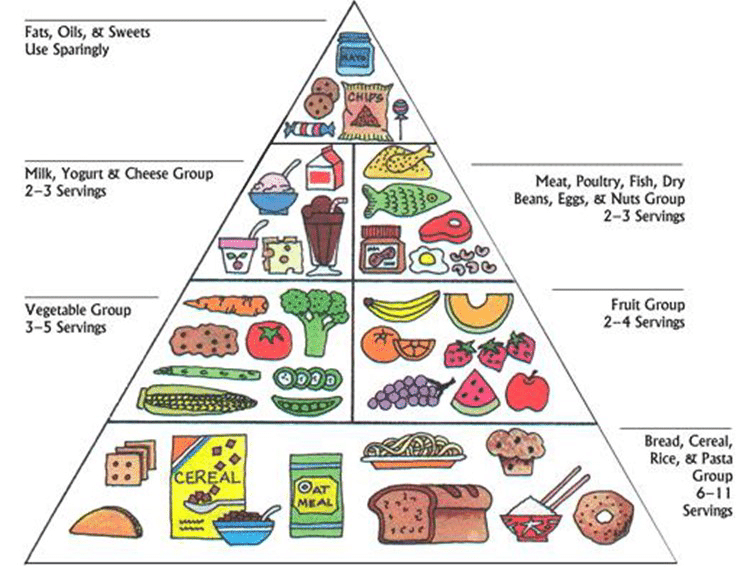 Fats, Oils, & Sweets
Use Sparingly
MAYO
CHIPS
Milk, Yogurt & Cheese Group
2–3 Servings
Meat, Poultry, Fish, Dry
Beans, Eggs, & Nuts Group
2–3 Servings
Vegetable Group
3–5 Servings
Fruit Group
2–4 Servings
Bread, Cereal,
Rice, & Pasta
Group
6–11
Servings
CEREAL
OAT
MEAL